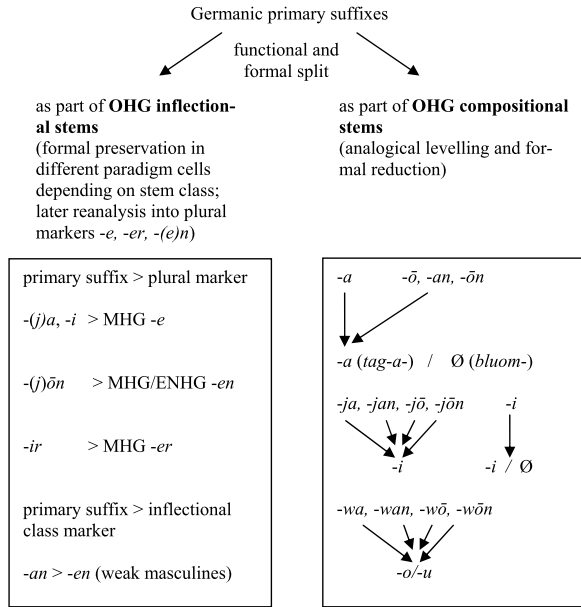 Germanic primary suffixes
functional and
formal split
as part of OHG inflection-
al stems
(formal preservation in
different paradigm cells
depending on stem class;
later reanalysis into plural
markers -e, -er, -(e)n)
as part of OHG compositional
stems
(analogical levelling and for-
mal reduction)
primary suffix > plural marker
-(j)a, -i > MHG -e
-(j)ōn > MHG/ENHG -en
-ir > MHG -er
primary suffix > inflectional
class marker
-an > -en (weak masculines)
-a -ō, -an, -ōn
-a (tag-a-) / Ø (bluom-)
-ja, -jan, -jō, -jōn -i
-i -i / Ø
-wa, -wan, -wō, -wōn
-o/-u